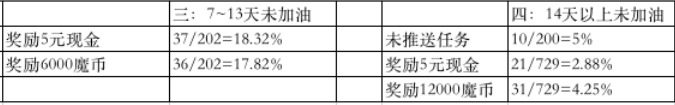 三: 7~13天未加油 四: 14天以上未加油
奖励5元现金 37/202=18.32% 未推送任务 10/200=5%
奖励6000魔币 36/202=17.82% 奖励5元现金 21/729=2.88%
奖励12000魔币 31/729=4.25%